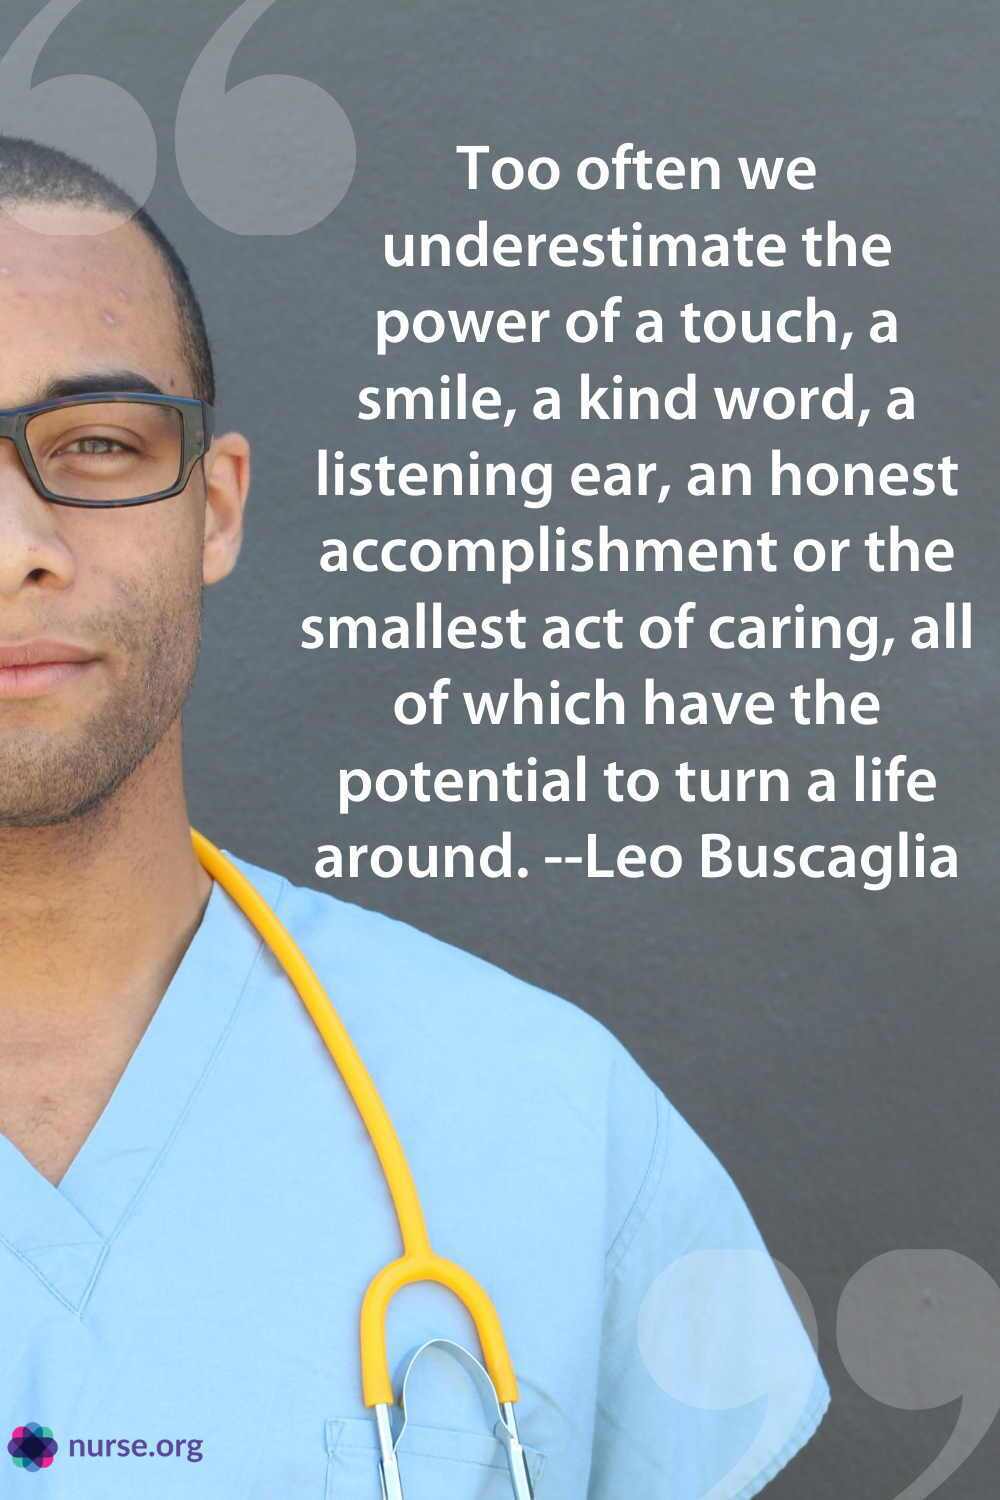 Too often we
underestimate the
power of a touch, a
smile, a kind word, a
listening ear, an honest
accomplishment or the
smallest act of caring, all
of which have the
potential to turn a life
around. --Leo Buscaglia
nurse.org